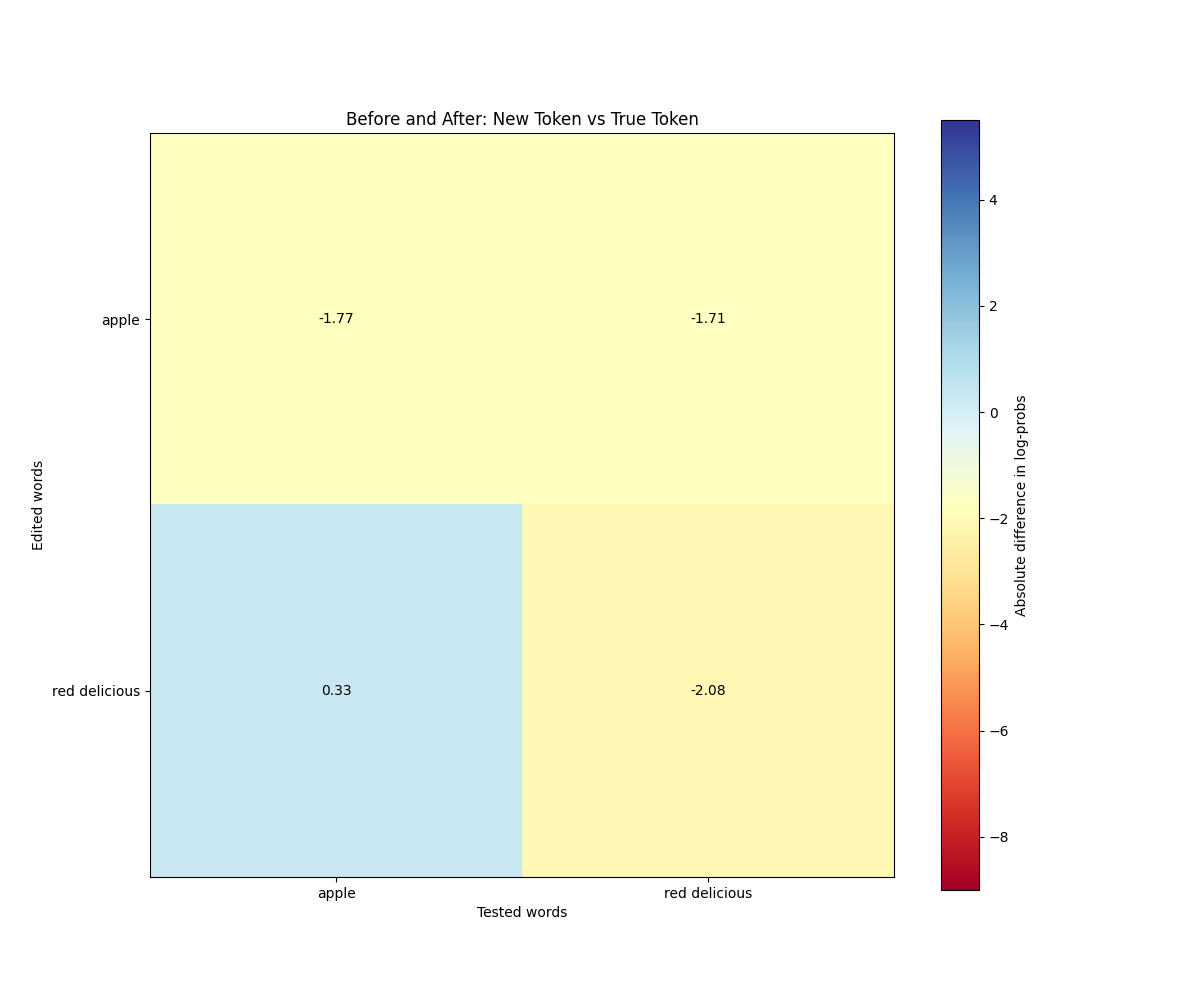 Before and After: New Token vs True Token
Edited words
apple
-1.77
-1.71
red delicious
0.33
-2.08
apple
red delicious
Tested words
4
2
0
−2
−4
−6
−8
Absolute difference in log-probs